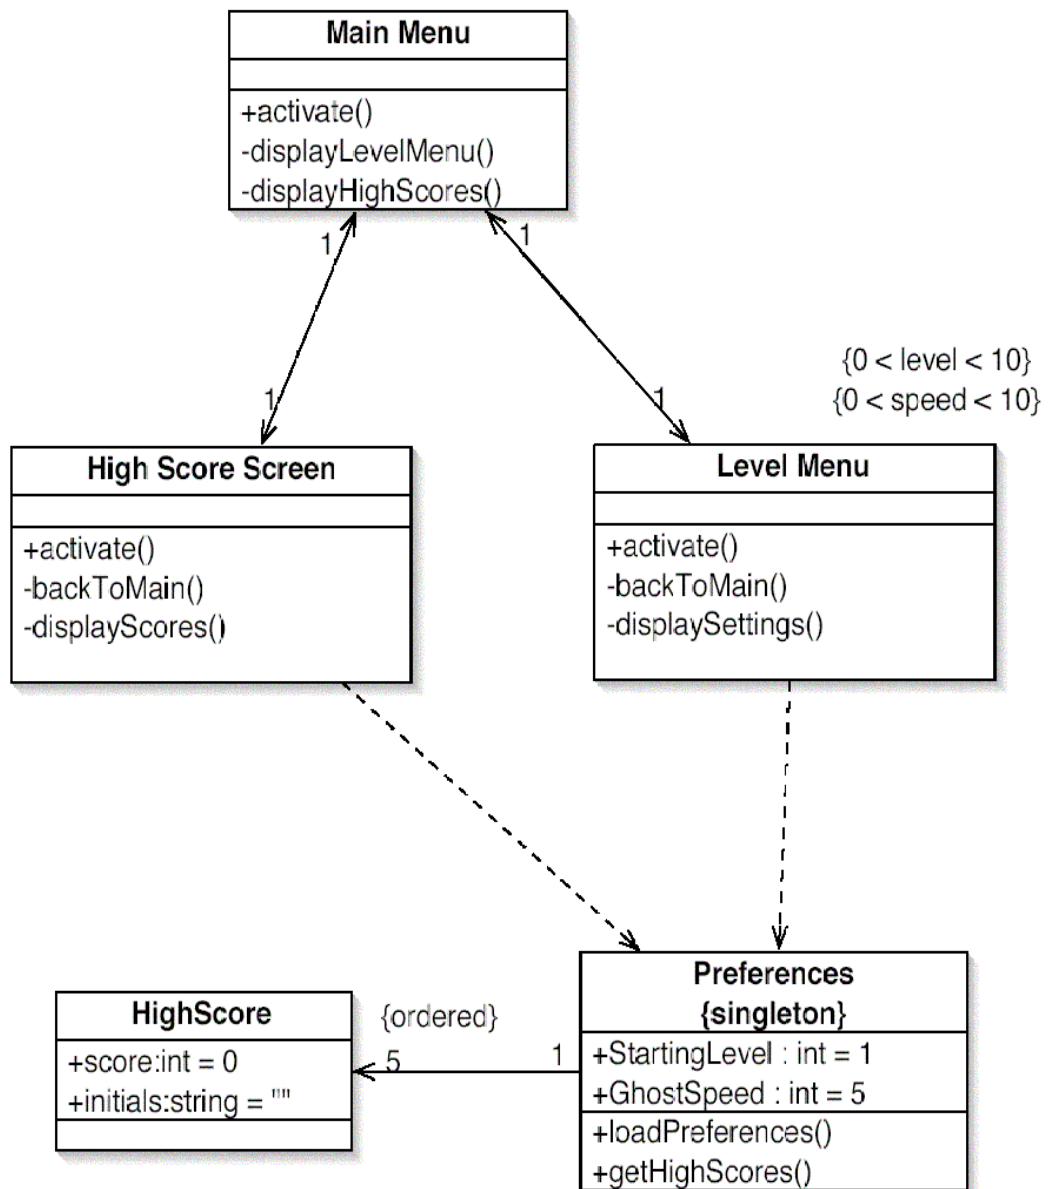 Main Menu
+activate()
-displayLevelMenu()
-displayHighScores()
1
1
1
1
{0 < level < 10}
{0 < speed < 10}
High Score Screen
+activate()
-backToMain()
-displayScores()
Level Menu
+activate()
-backToMain()
-displaySettings()
HighScore
+score:int = 0
+initials:string = ""
{ordered}
5
1
Preferences
{singleton}
+StartingLevel : int = 1
+GhostSpeed : int = 5
+loadPreferences()
+getHighScores()